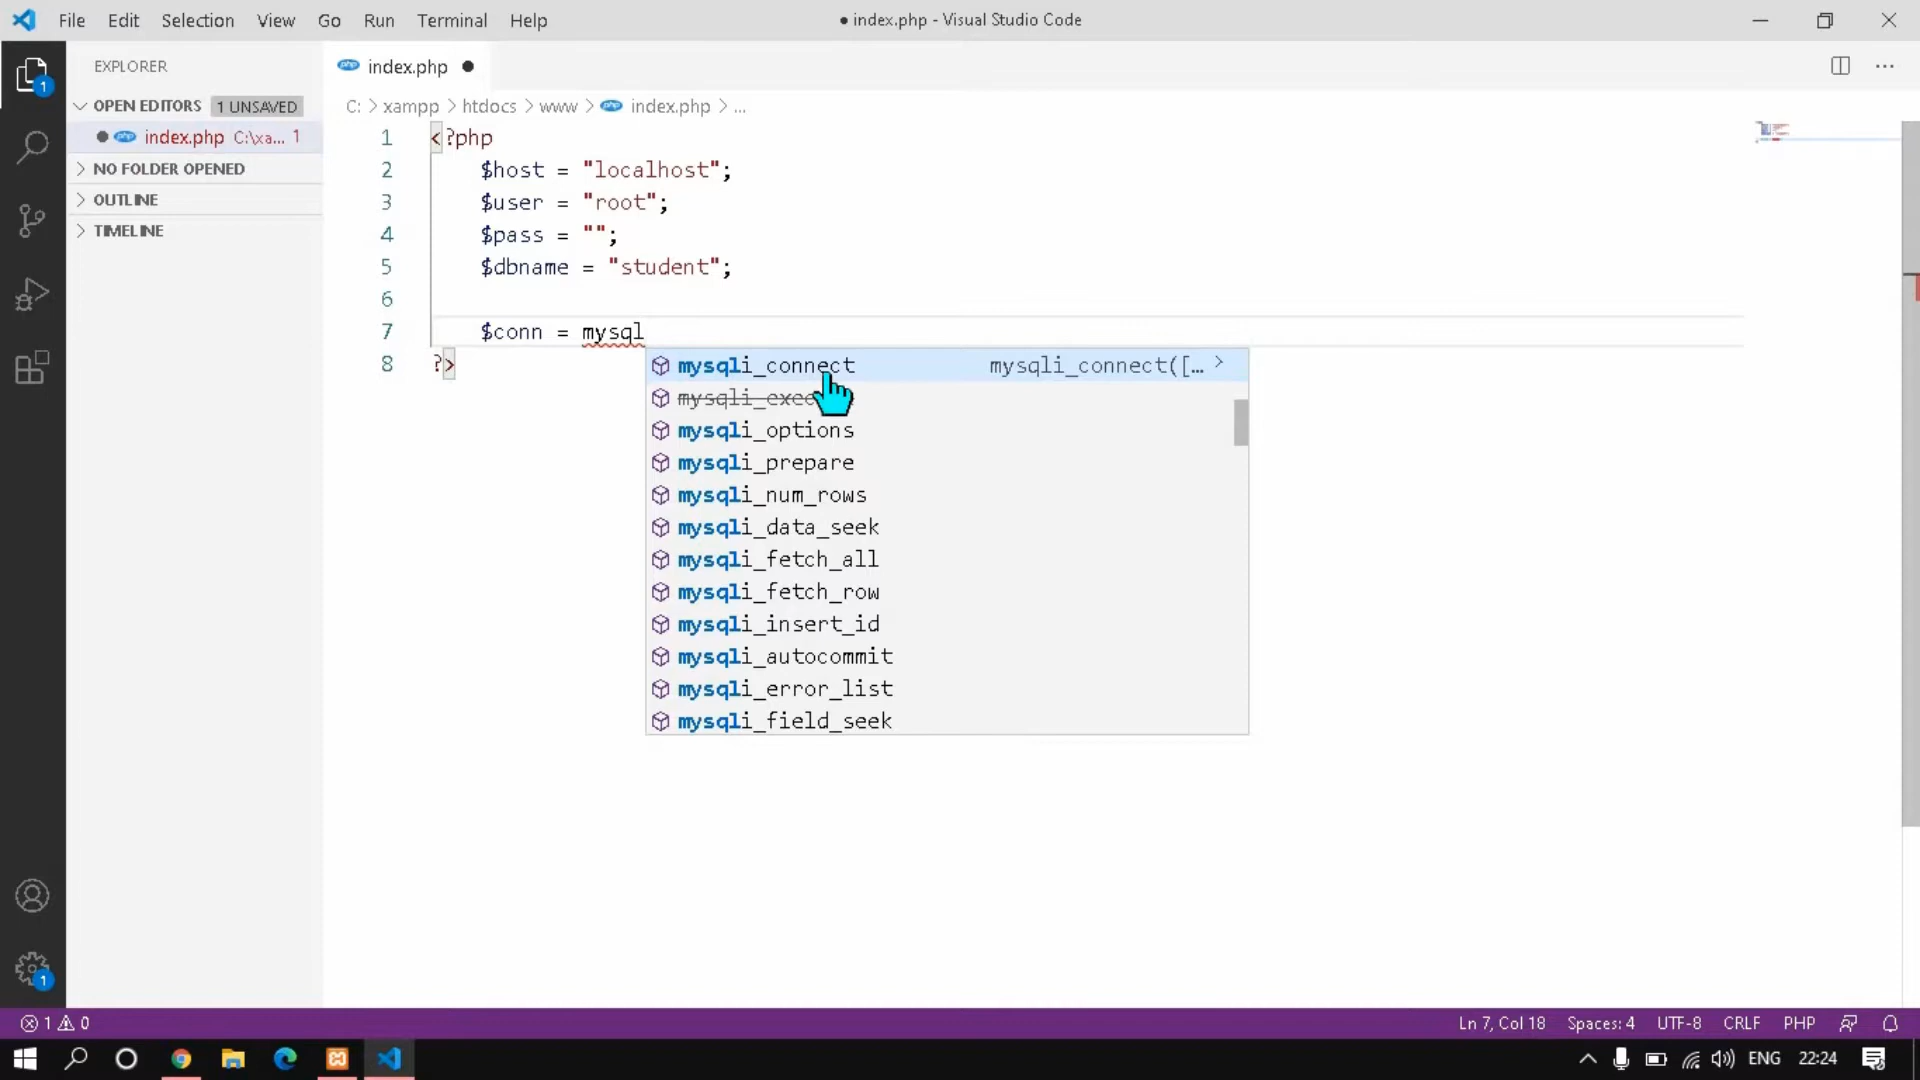 File Edit Selection View Go Run Terminal Help
● index.php - Visual Studio Code
EXPLORER
OPEN EDITORS 1 UNSAVED
index.php C:\xa... 1
NO FOLDER OPENED
OUTLINE
TIMELINE
index.php
C: > xampp > htdocs > www > index.php > ...
1 <?php
2 $host = "localhost";
3 $user = "root";
4 $pass = "";
5 $dbname = "student";
6
7 $conn = mysql
8 ?>
mysqli_connect mysqli_connect([… >
mysqli_options
mysqli_prepare
mysqli_num_rows
mysqli_data_seek
mysqli_fetch_all
mysqli_fetch_row
mysqli_insert_id
mysqli_autocommit
mysqli_error_list
mysqli_field_seek
1
1
1 0
Ln 7, Col 18 Spaces: 4 UTF-8 CRLF PHP
ENG 22:24